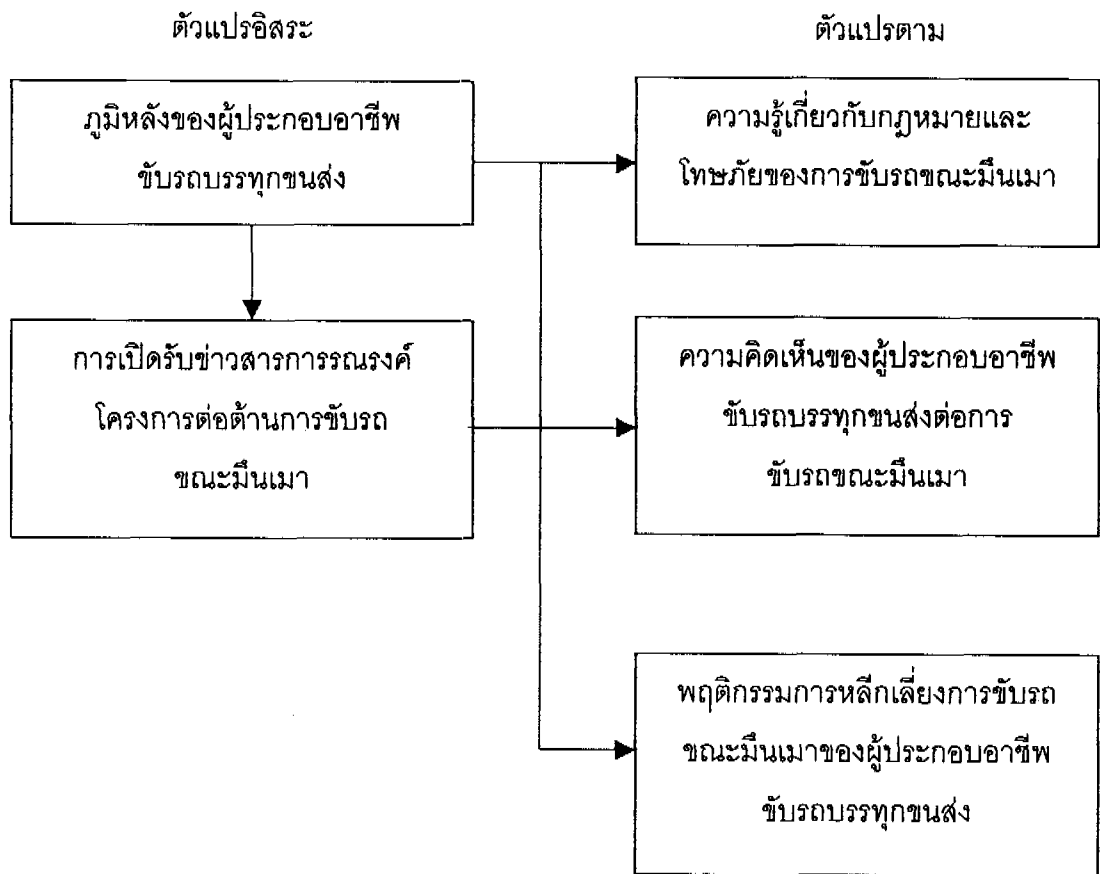 ตัวแปรอิสระ
ตัวแปรตาม
ภูมิหลังของผู้ประกอบอาชีพ
ขับรถบรรทุกขนส่ง
ความรู้เกี่ยวกับกฎหมายและ
โทษภัยของการขับรถขณะมึนเมา
การเปิดรับข่าวสารการรณรงค์
โครงการต่อต้านการขับรถ
ขณะมึนเมา
ความคิดเห็นของผู้ประกอบอาชีพ
ขับรถบรรทุกขนส่งต่อการ
ขับรถขณะมึนเมา
พฤติกรรมการหลีกเลี่ยงการขับรถ
ขณะมึนเมาของผู้ประกอบอาชีพ
ขับรถบรรทุกขนส่ง